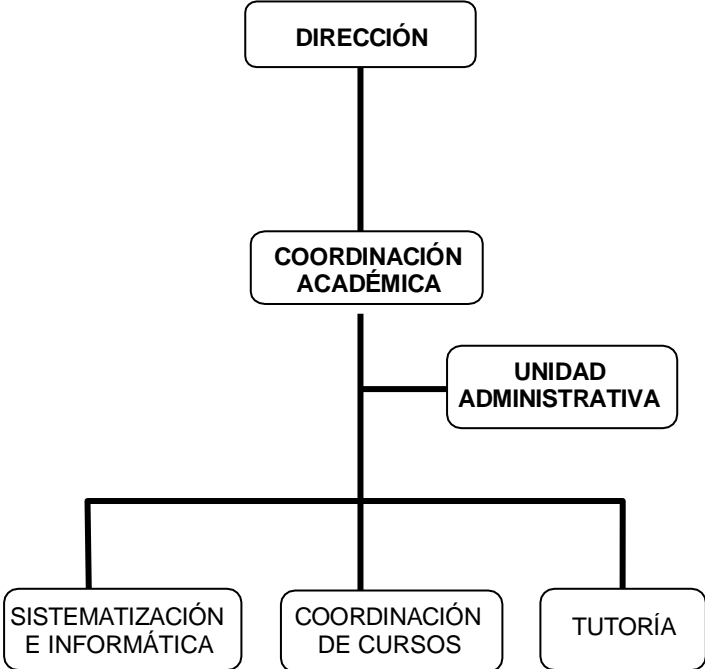 DIRECCIÓN
COORDINACIÓN
ACADÉMICA
UNIDAD
ADMINISTRATIVA
SISTEMATIZACIÓN
E INFORMÁTICA
COORDINACIÓN
DE CURSOS
TUTORÍA